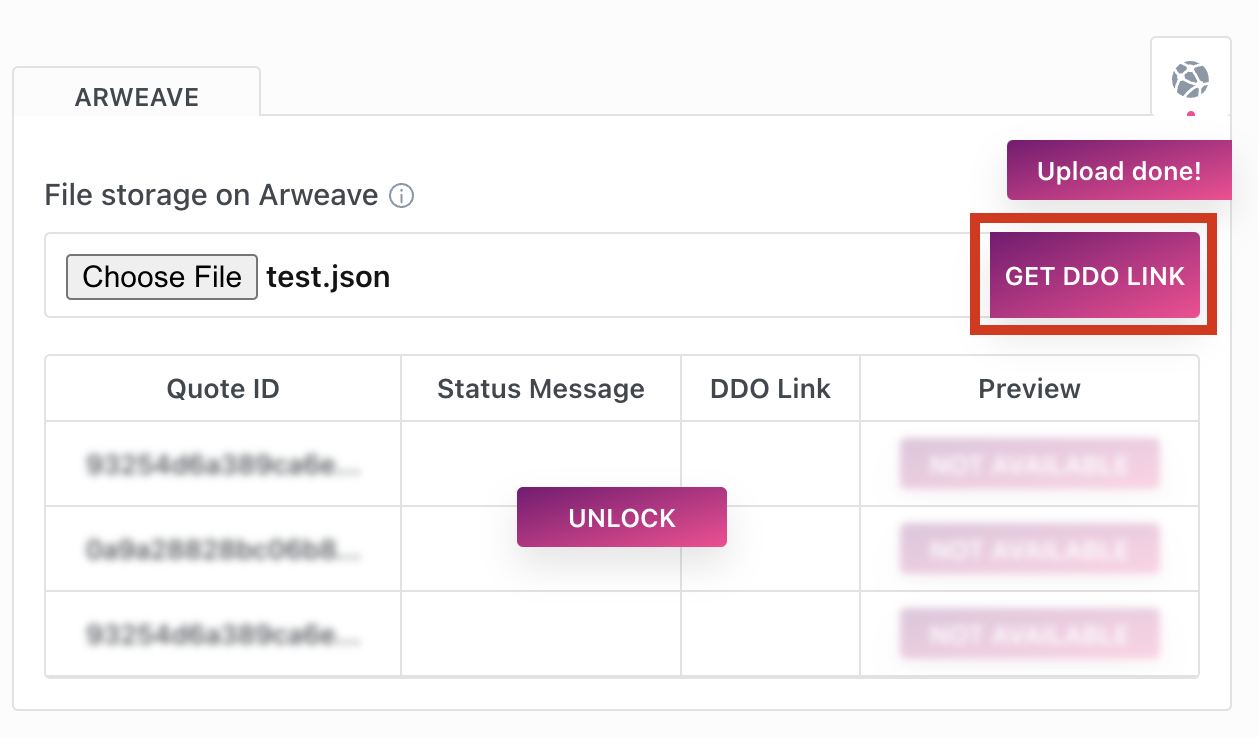 ARWEAVE
Upload done!
File storage on Arweave
Choose File test.json
GET DDO LINK
Quote ID Status Message DDO Link Preview
93254d6a389ca6e... NOT AVAILABLE
UNLOCK
0a9a28828bc06b8... NOT AVAILABLE
93254d6a389ca6e... NOT AVAILABLE